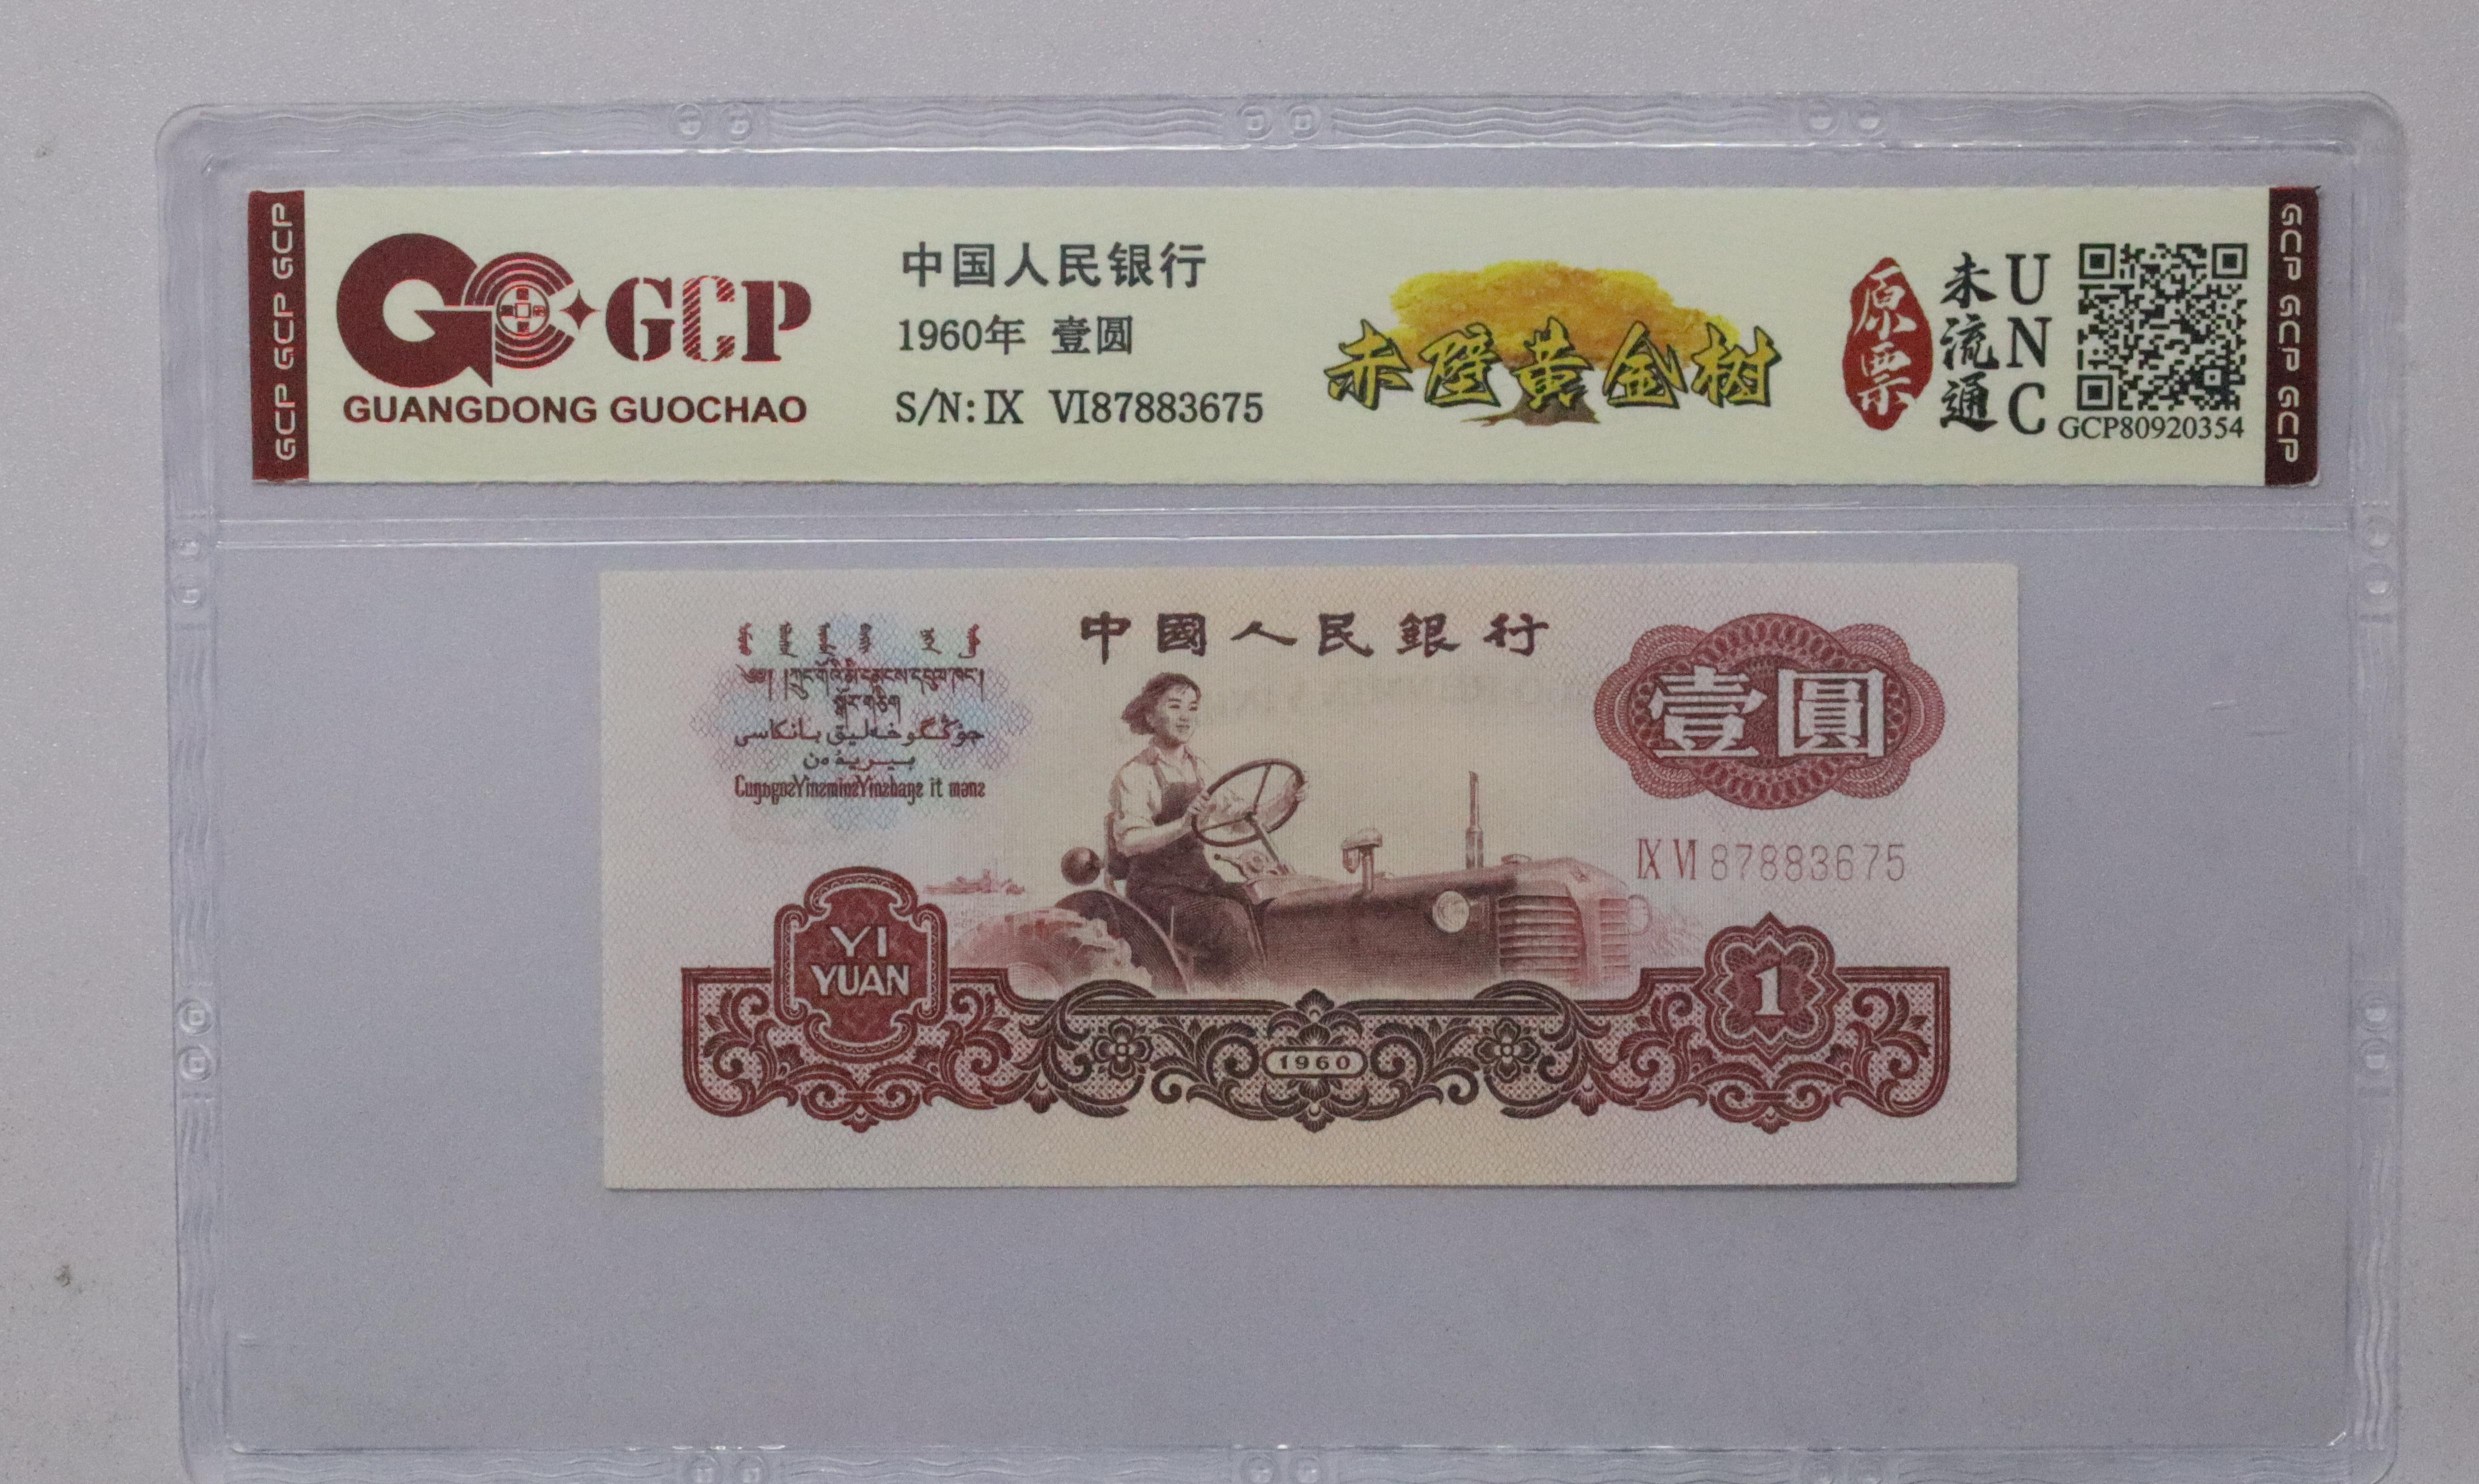 GCP GCP GCP
GCP
GUANGDONG GUOCHAO
中国人民银行
1960年 壹圆
S/N: IX VI87883675
赤壁黄金树
原票
未流通
UNC
GCP80920354
GCP GCP GCP
中國人民銀行
壹圓
IX VI 87883675
YI
YUAN
1960
1